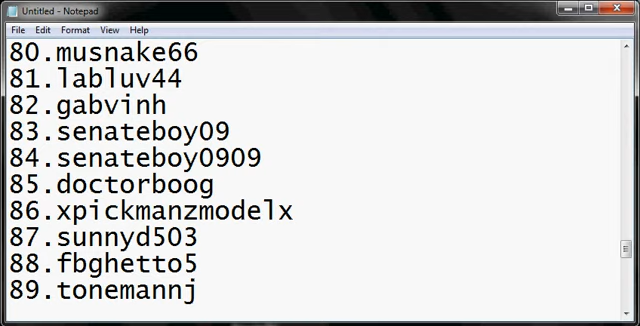 Untitled - Notepad
File Edit Format View Help
80.musnake66
81.labluv44
82.gabvinh
83.senateboy09
84.senateboy0909
85.doctorboog
86.xpickmanzmodelx
87.sunnyd503
88.fbghetto5
89.tonemannj